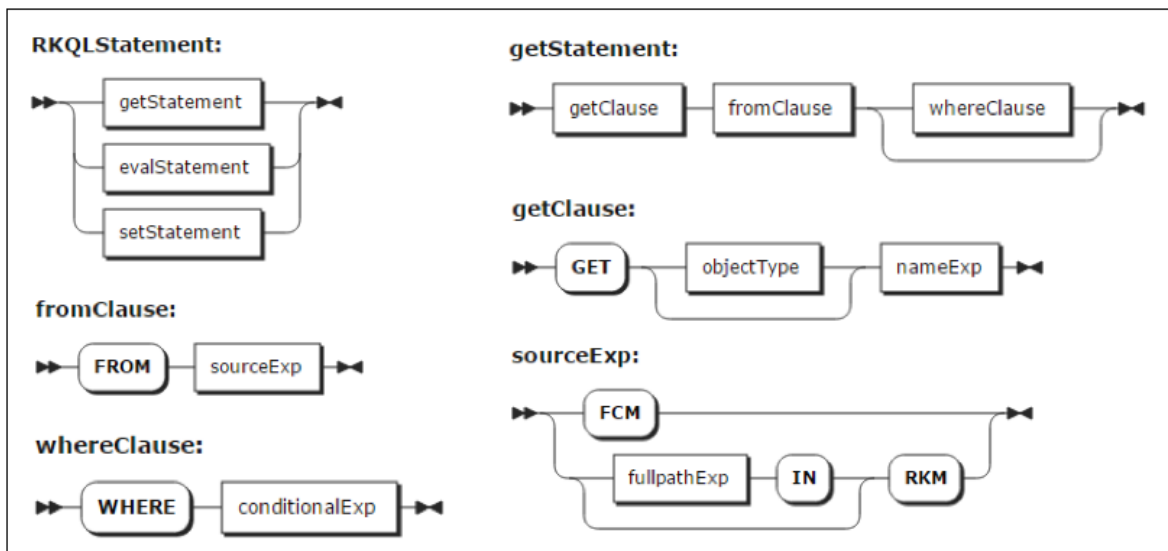 RKQLStatement:
getStatement
evalStatement
setStatement
fromClause:
FROM sourceExp
whereClause:
WHERE conditionalExp
getStatement:
getClause fromClause whereClause
getClause:
GET objectType nameExp
sourceExp:
FCM
fullpathExp IN RKM